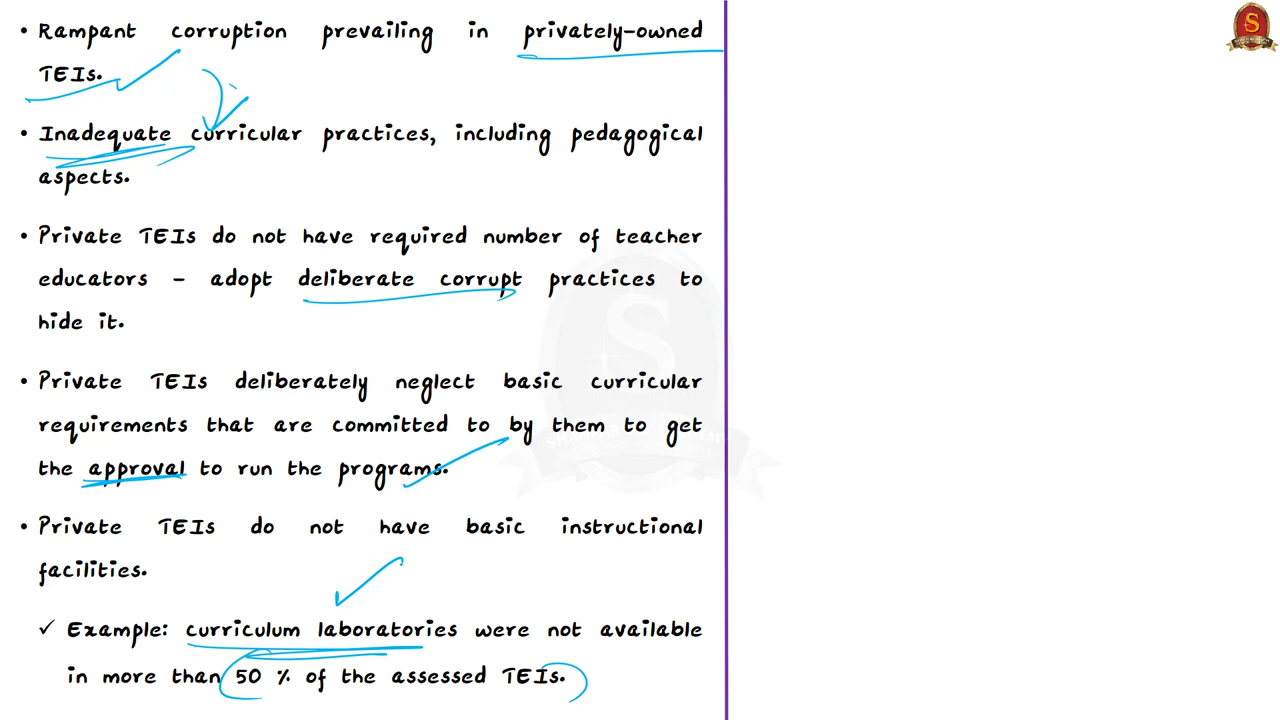 • Rampant corruption prevailing in privately-owned
TEIs.
• Inadequate curricular practices, including pedagogical
aspects.
• Private TEIs do not have required number of teacher
educators – adopt deliberate corrupt practices to
hide it.
• Private TEIs deliberately neglect basic curricular
requirements that are committed to by them to get
the approval to run the programs.
• Private TEIs do not have basic instructional
facilities.
✓ Example: curriculum laboratories were not available
in more than 50 % of the assessed TEIs.
S